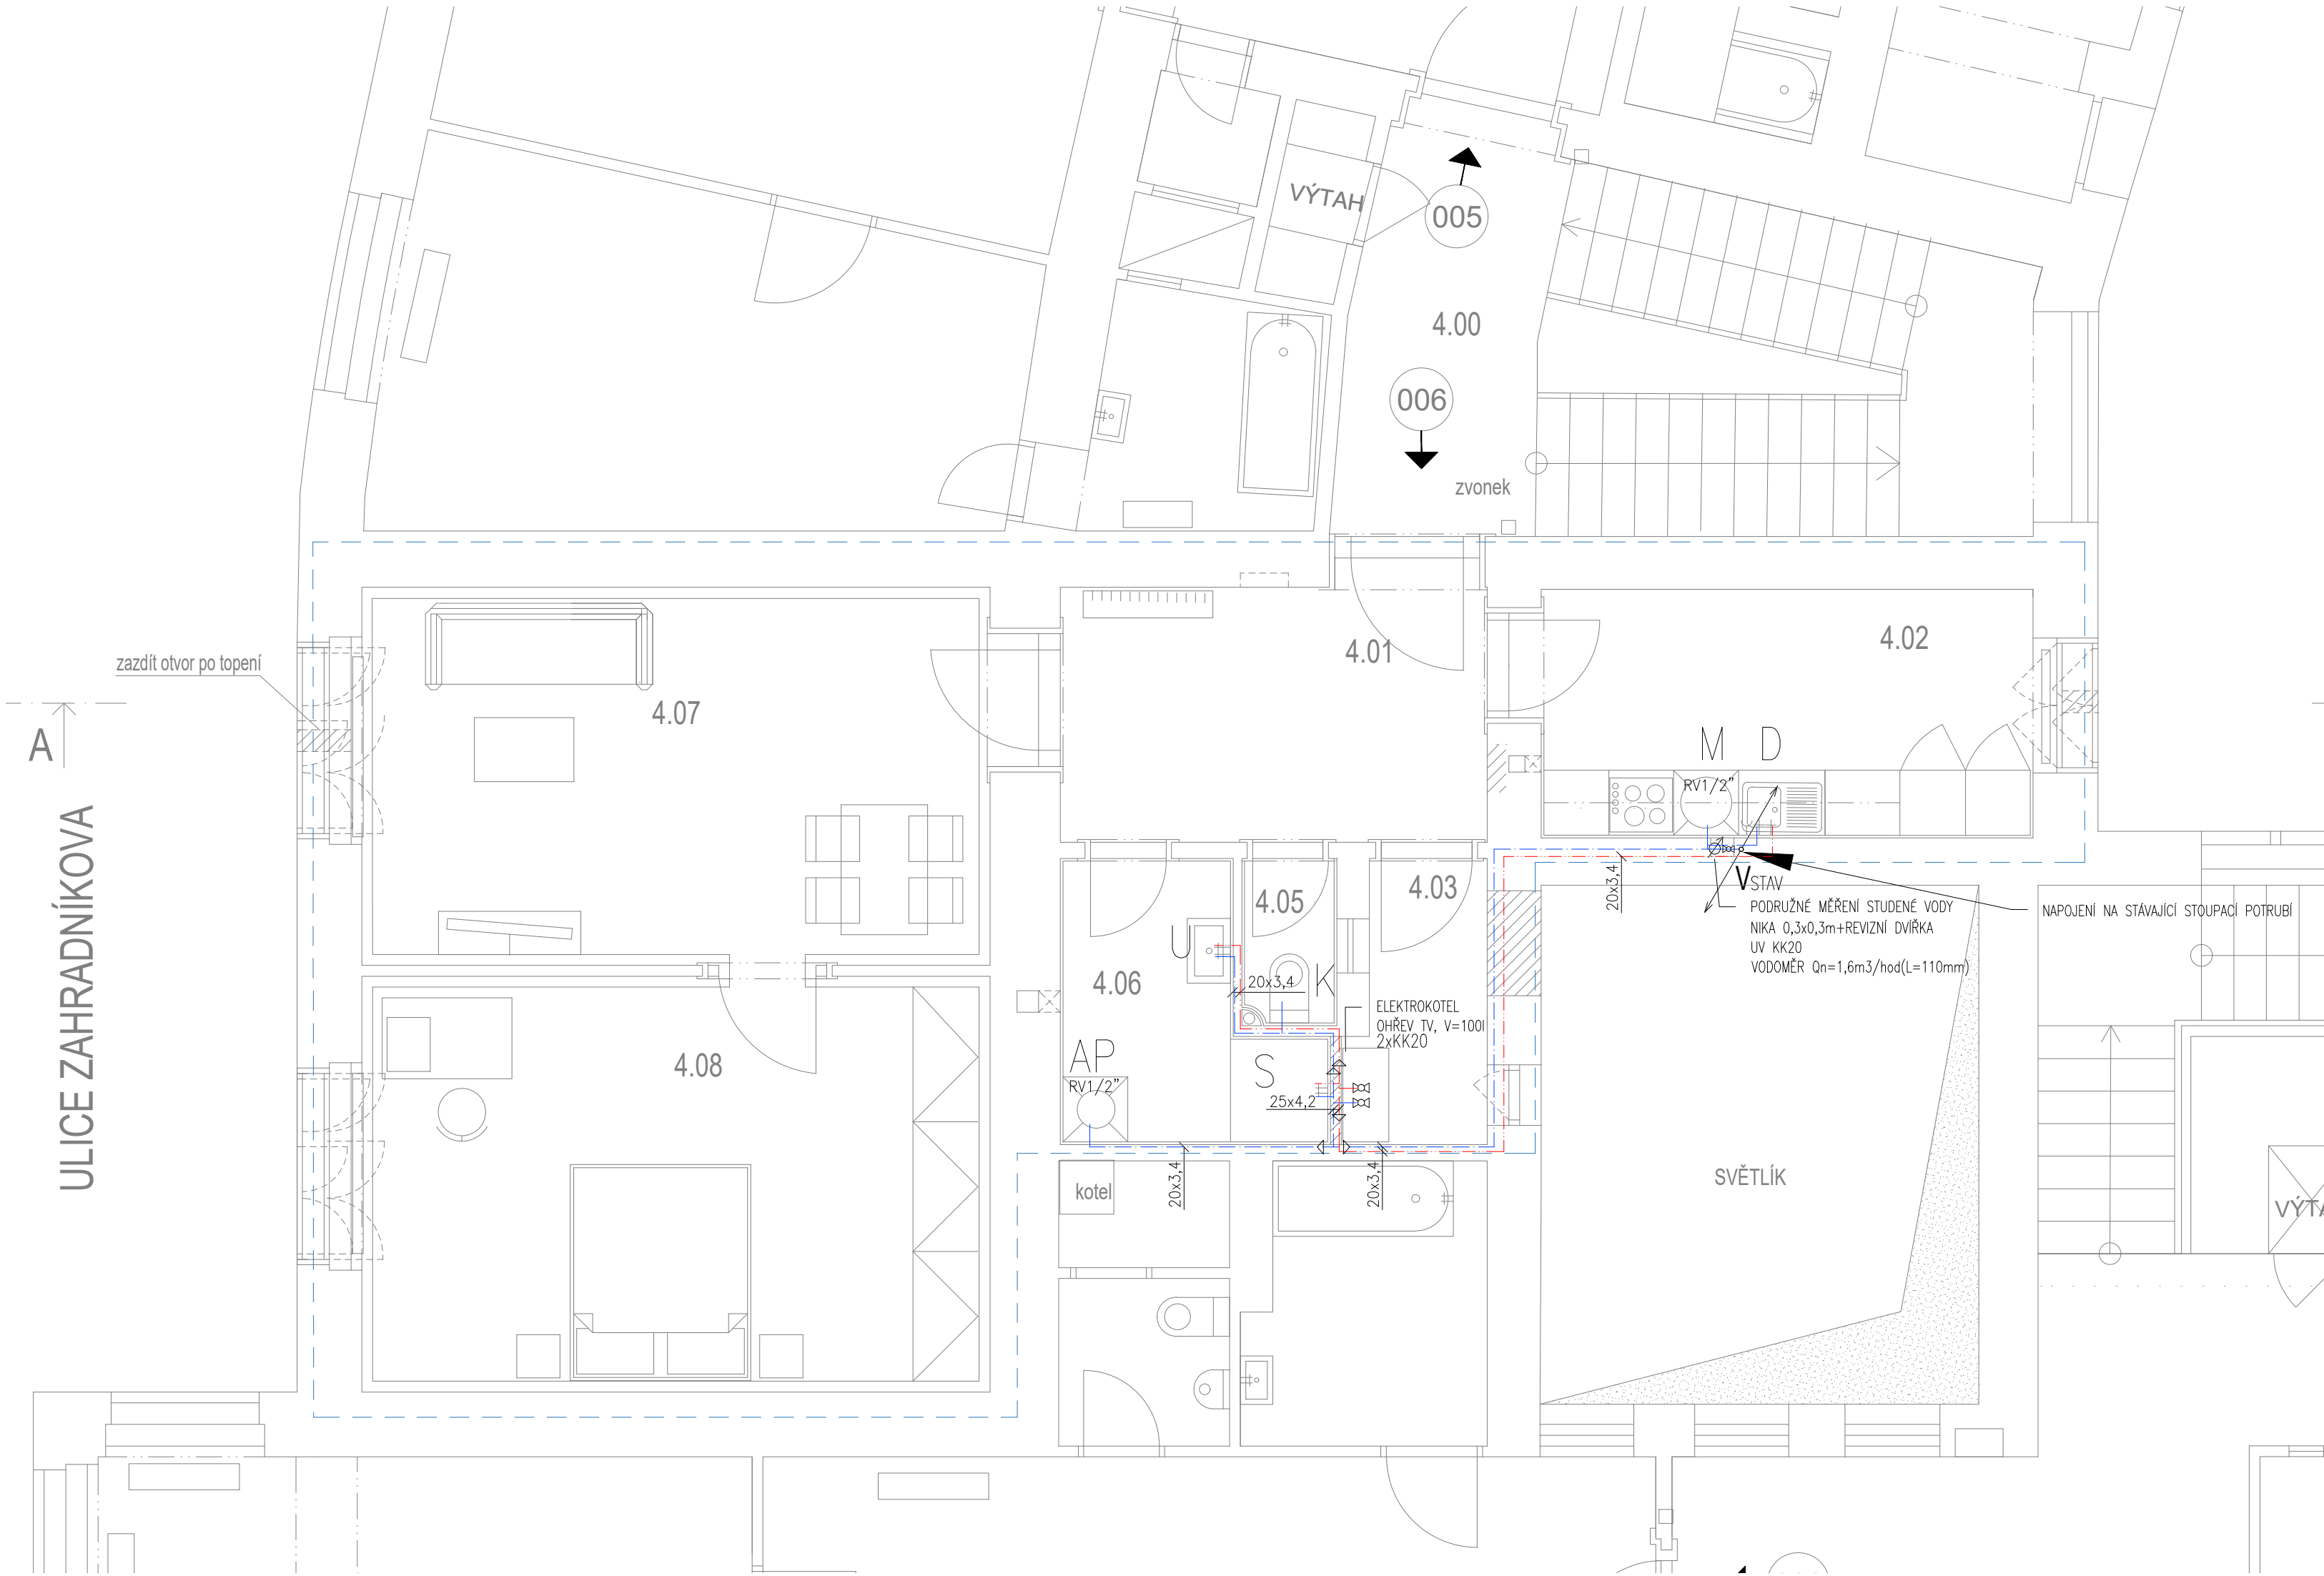 VÝTAH
005
4.00
006
zvonek
zazdít otvor po topení
A
ULICE ZAHRADNÍKOVA
4.07
4.01
4.02
M D
RV1/2"
20x3,4
VSTAV
PODRUŽNÉ MĚŘENÍ STUDENÉ VODY
NIKA 0,3x0,3m+REVIZNÍ DVÍŘKA
UV KK20
VODOMĚR Qn=1,6m3/hod(L=110mm)
NAPOJENÍ NA STÁVAJÍCÍ STOUPACÍ POTRUBÍ
4.05
4.03
U
4.06
20x3,4
K
ELEKTROKOTEL
OHŘEV TV, V=100l
2xKK20
4.08
AP
RV1/2"
S
25x4,2
20x3,4
20x3,4
kotel
SVĚTLÍK